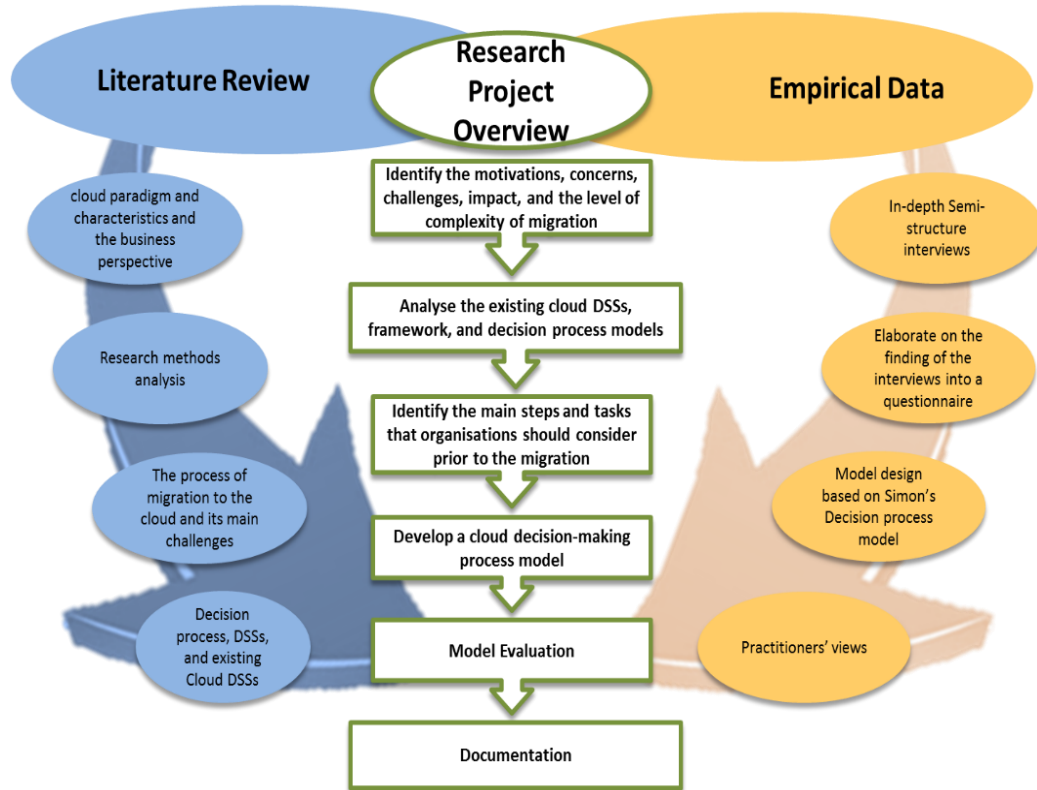 Literature Review
Research
Project
Overview
Empirical Data
Identify the motivations, concerns,
challenges, impact, and the level of
complexity of migration
cloud paradigm and
characteristics and
the business
perspective
In-depth Semi-
structure
interviews
Analyse the existing cloud DSSs,
framework, and decision process models
Research methods
analysis
Elaborate on the
finding of the
interviews into a
questionnaire
Identify the main steps and tasks
that organisations should consider
prior to the migration
The process of
migration to the
cloud and its main
challenges
Model design
based on Simon's
Decision process
model
Develop a cloud decision-making
process model
Decision
process, DSSs,
and existing
Cloud DSSs
Model Evaluation
Practitioners' views
Documentation